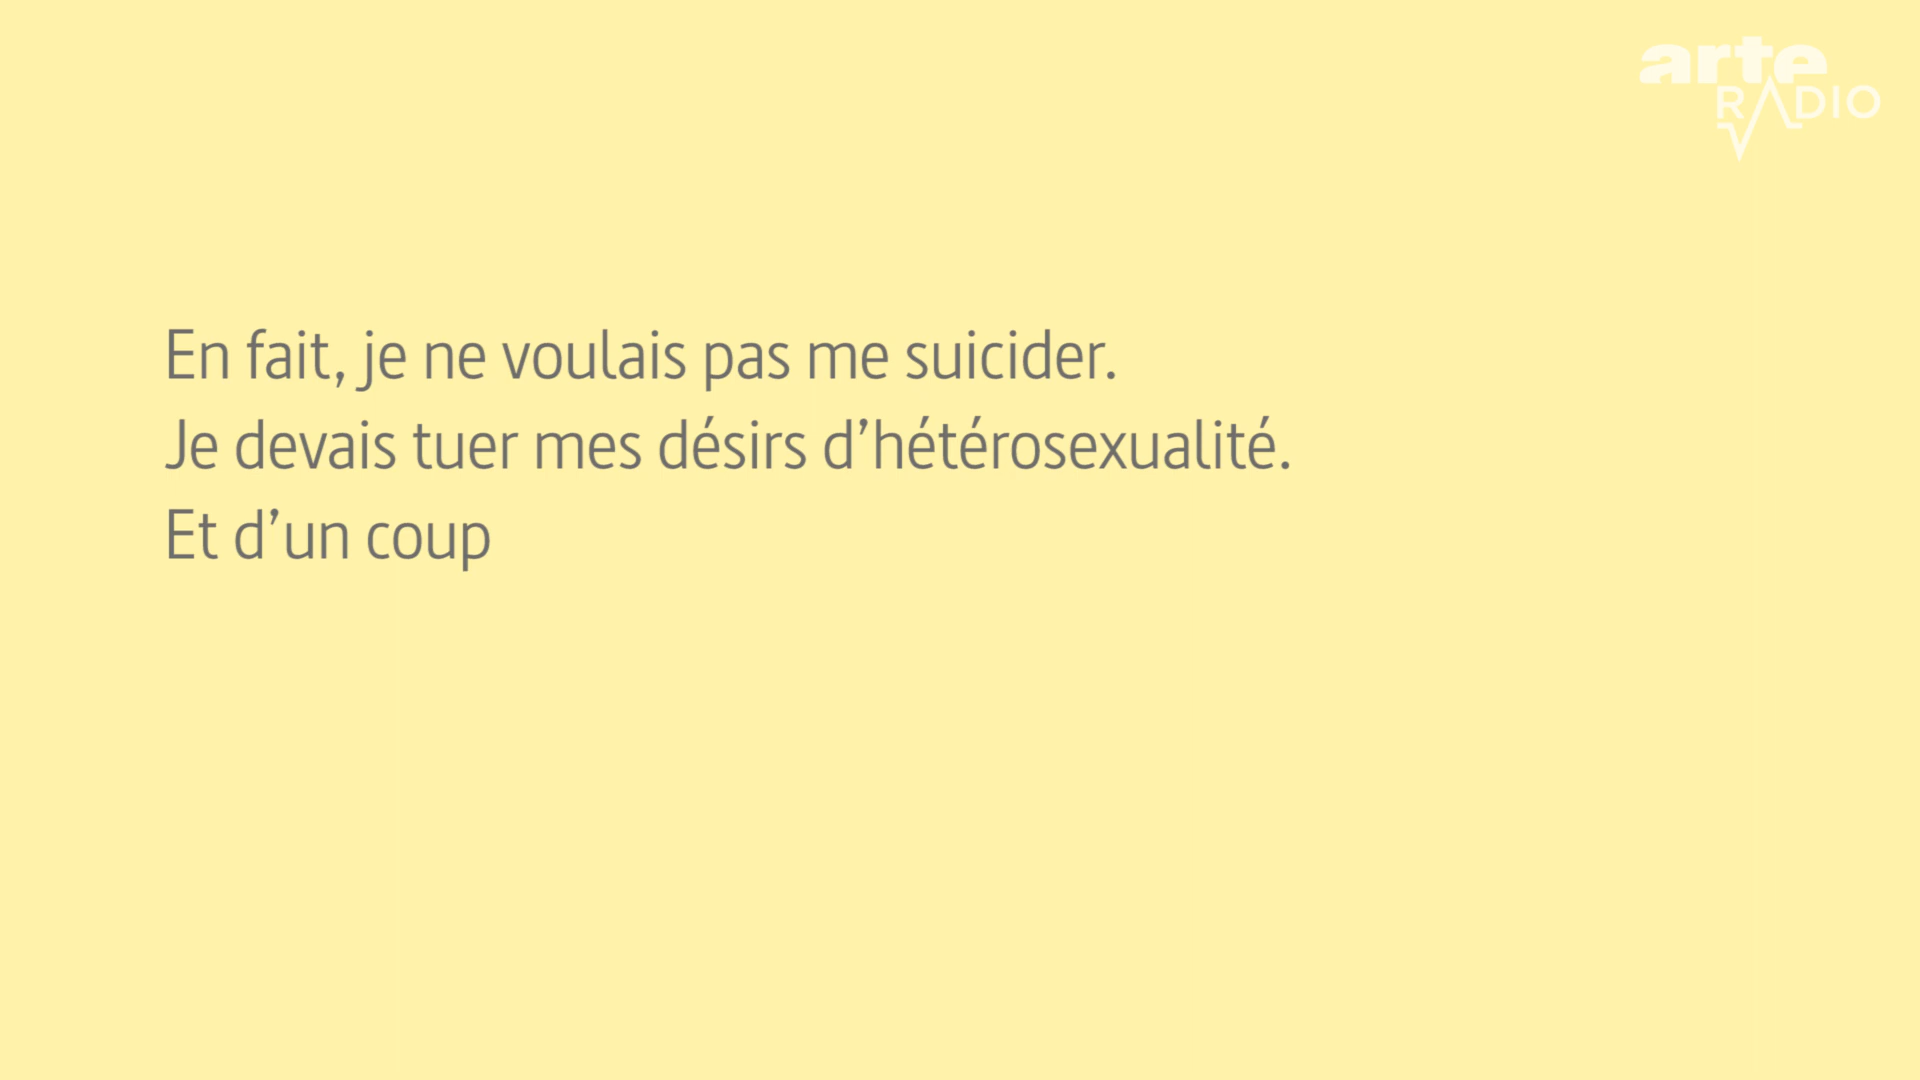 arte
RADIO
En fait, je ne voulais pas me suicider.
Je devais tuer mes désirs d’hétérosexualité.
Et d’un coup